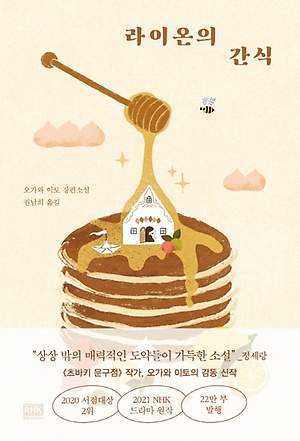 라이온의
간식
오가와 이토 장편소설
권남희 옮김
“상상 밖의 매력적인 도약들이 가득한 소설” _정세랑
《츠바키 문구점》 작가, 오가와 이토의 감동 신작
2020 서점대상
2위
2021 NHK
드라마 원작
22만 부
발행
RHK